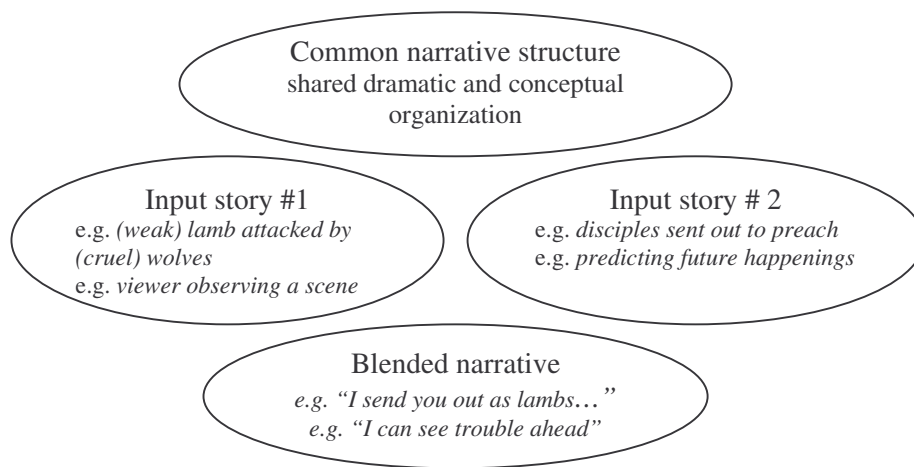 Common narrative structure
shared dramatic and conceptual
organization
Input story #1
e.g. (weak) lamb attacked by
(cruel) wolves
e.g. viewer observing a scene
Input story # 2
e.g. disciples sent out to preach
e.g. predicting future happenings
Blended narrative
e.g. “I send you out as lambs…”
e.g. “I can see trouble ahead”